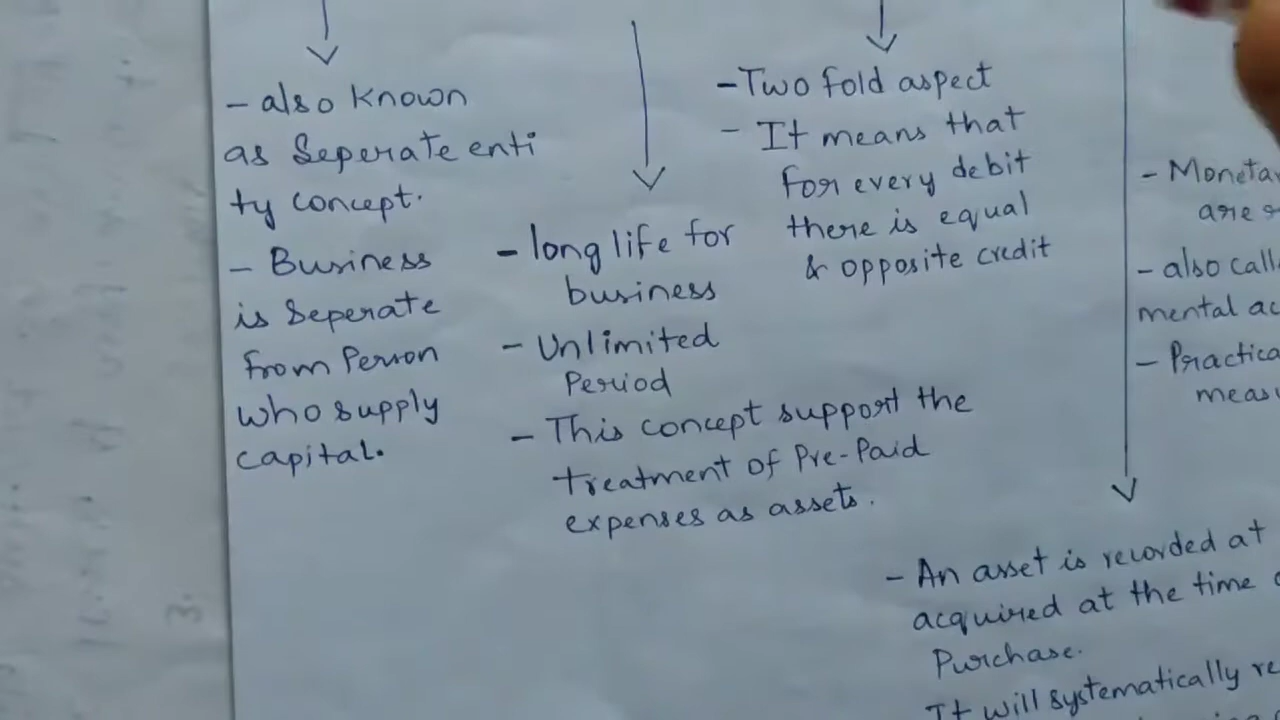 - also known
as Seperate enti
ty concept.
- Business
is Seperate
from Person
who supply
capital.
- long life for
business
- Unlimited
Period
- This concept support the
treatment of Pre-Paid
expenses as assets.
- Two fold aspect
- It means that
for every debit
there is equal
& opposite credit
- Moneta
are
- also call
mental ac
- Practica
meas
- An asset is recorded at
acquired at the time
Purchase.
It will systematically re